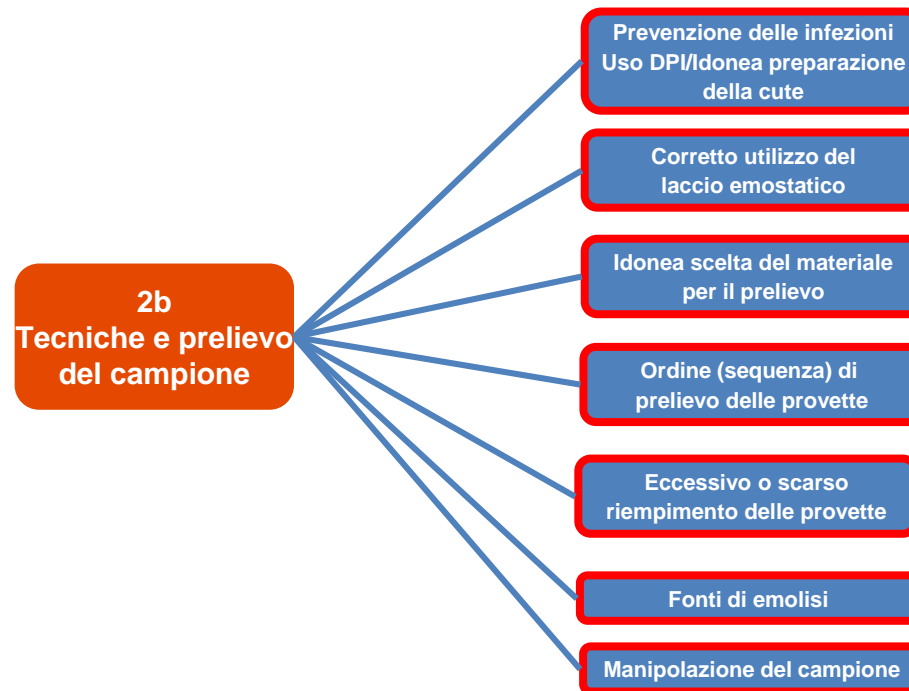 Prevenzione delle infezioni
Uso DPI/Idonea preparazione
della cute
Corretto utilizzo del
laccio emostatico
Idonea scelta del materiale
per il prelievo
2b
Tecniche e prelievo
del campione
Ordine (sequenza) di
prelievo delle provette
Eccessivo o scarso
riempimento delle provette
Fonti di emolisi
Manipolazione del campione